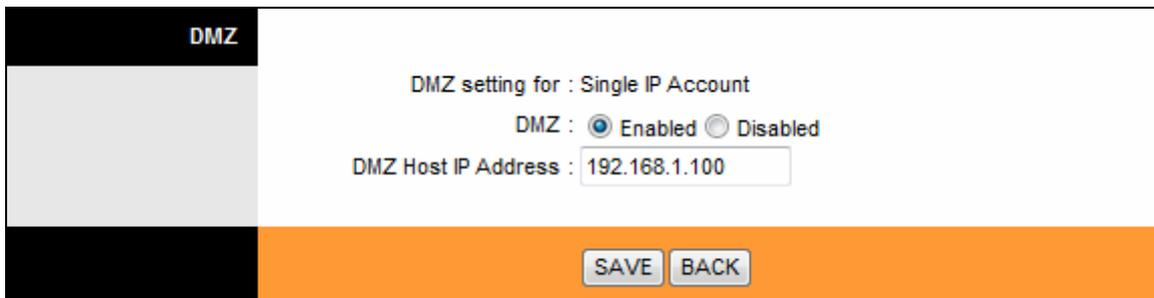 DMZ
DMZ setting for : Single IP Account
DMZ : Enabled Disabled
DMZ Host IP Address : 192.168.1.100
SAVE BACK